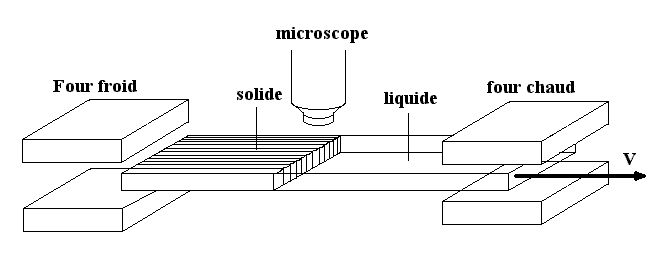 microscope
Four froid
solide
liquide
four chaud
V